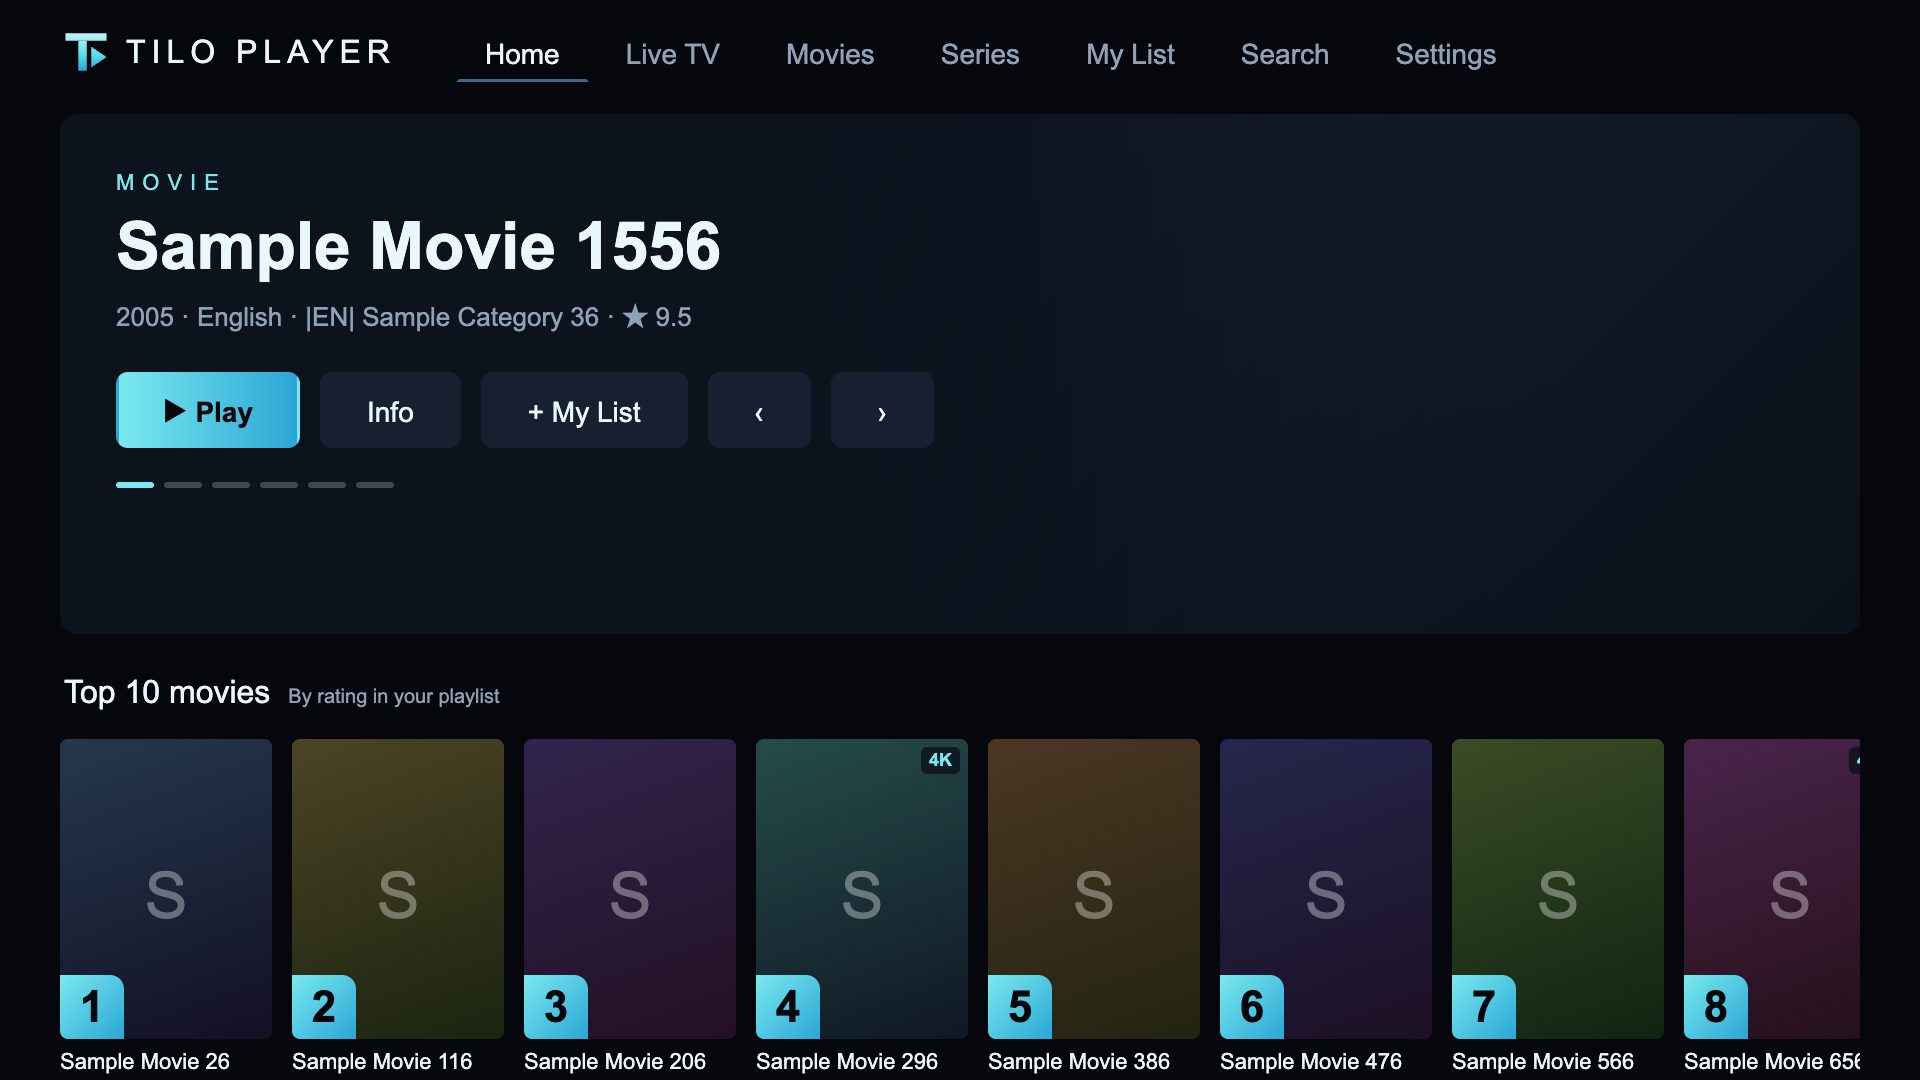 TILO PLAYER
Home Live TV Movies Series My List Search Settings
MOVIE
Sample Movie 1556
2005 · English · |EN| Sample Category 36 · ★ 9.5
▶ Play Info + My List ‹ ›
Top 10 movies By rating in your playlist
4K
S S S S S S S S
1 2 3 4 5 6 7 8
Sample Movie 26 Sample Movie 116 Sample Movie 206 Sample Movie 296 Sample Movie 386 Sample Movie 476 Sample Movie 566 Sample Movie 656